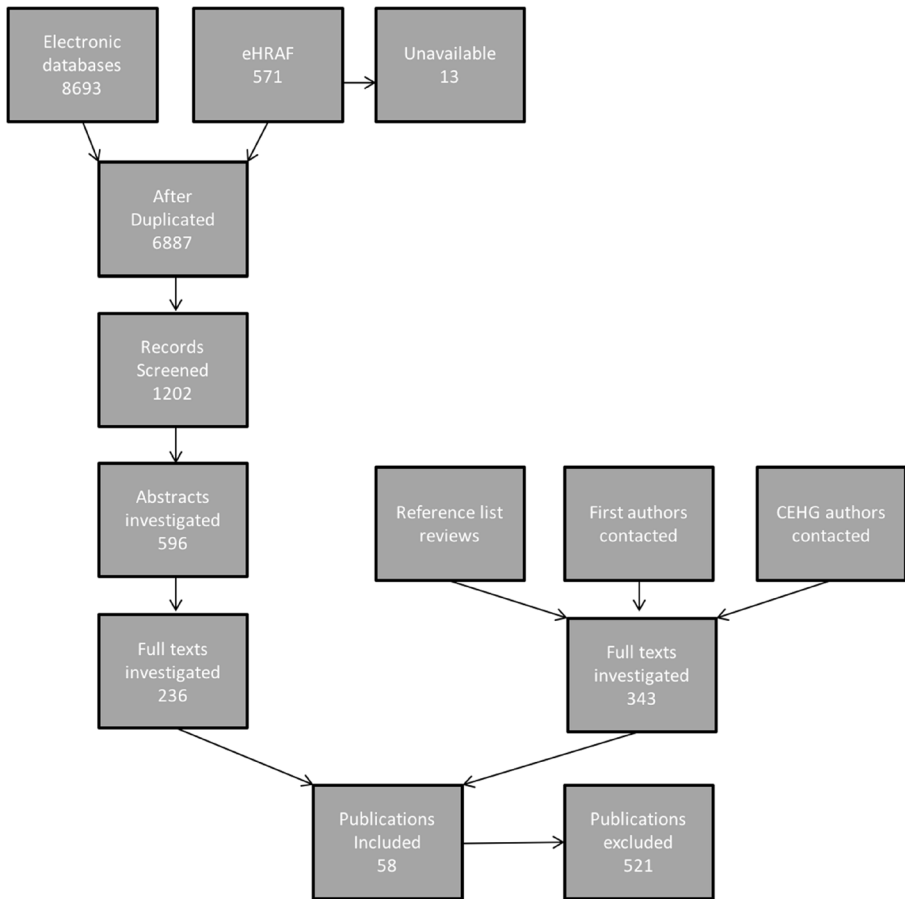 Electronic
databases
8693
eHRAF
571
Unavailable
13
After
Duplicated
6887
Records
Screened
1202
Abstracts
investigated
596
Reference list
reviews
First authors
contacted
CEHG authors
contacted
Full texts
investigated
236
Full texts
investigated
343
Publications
Included
58
Publications
excluded
521